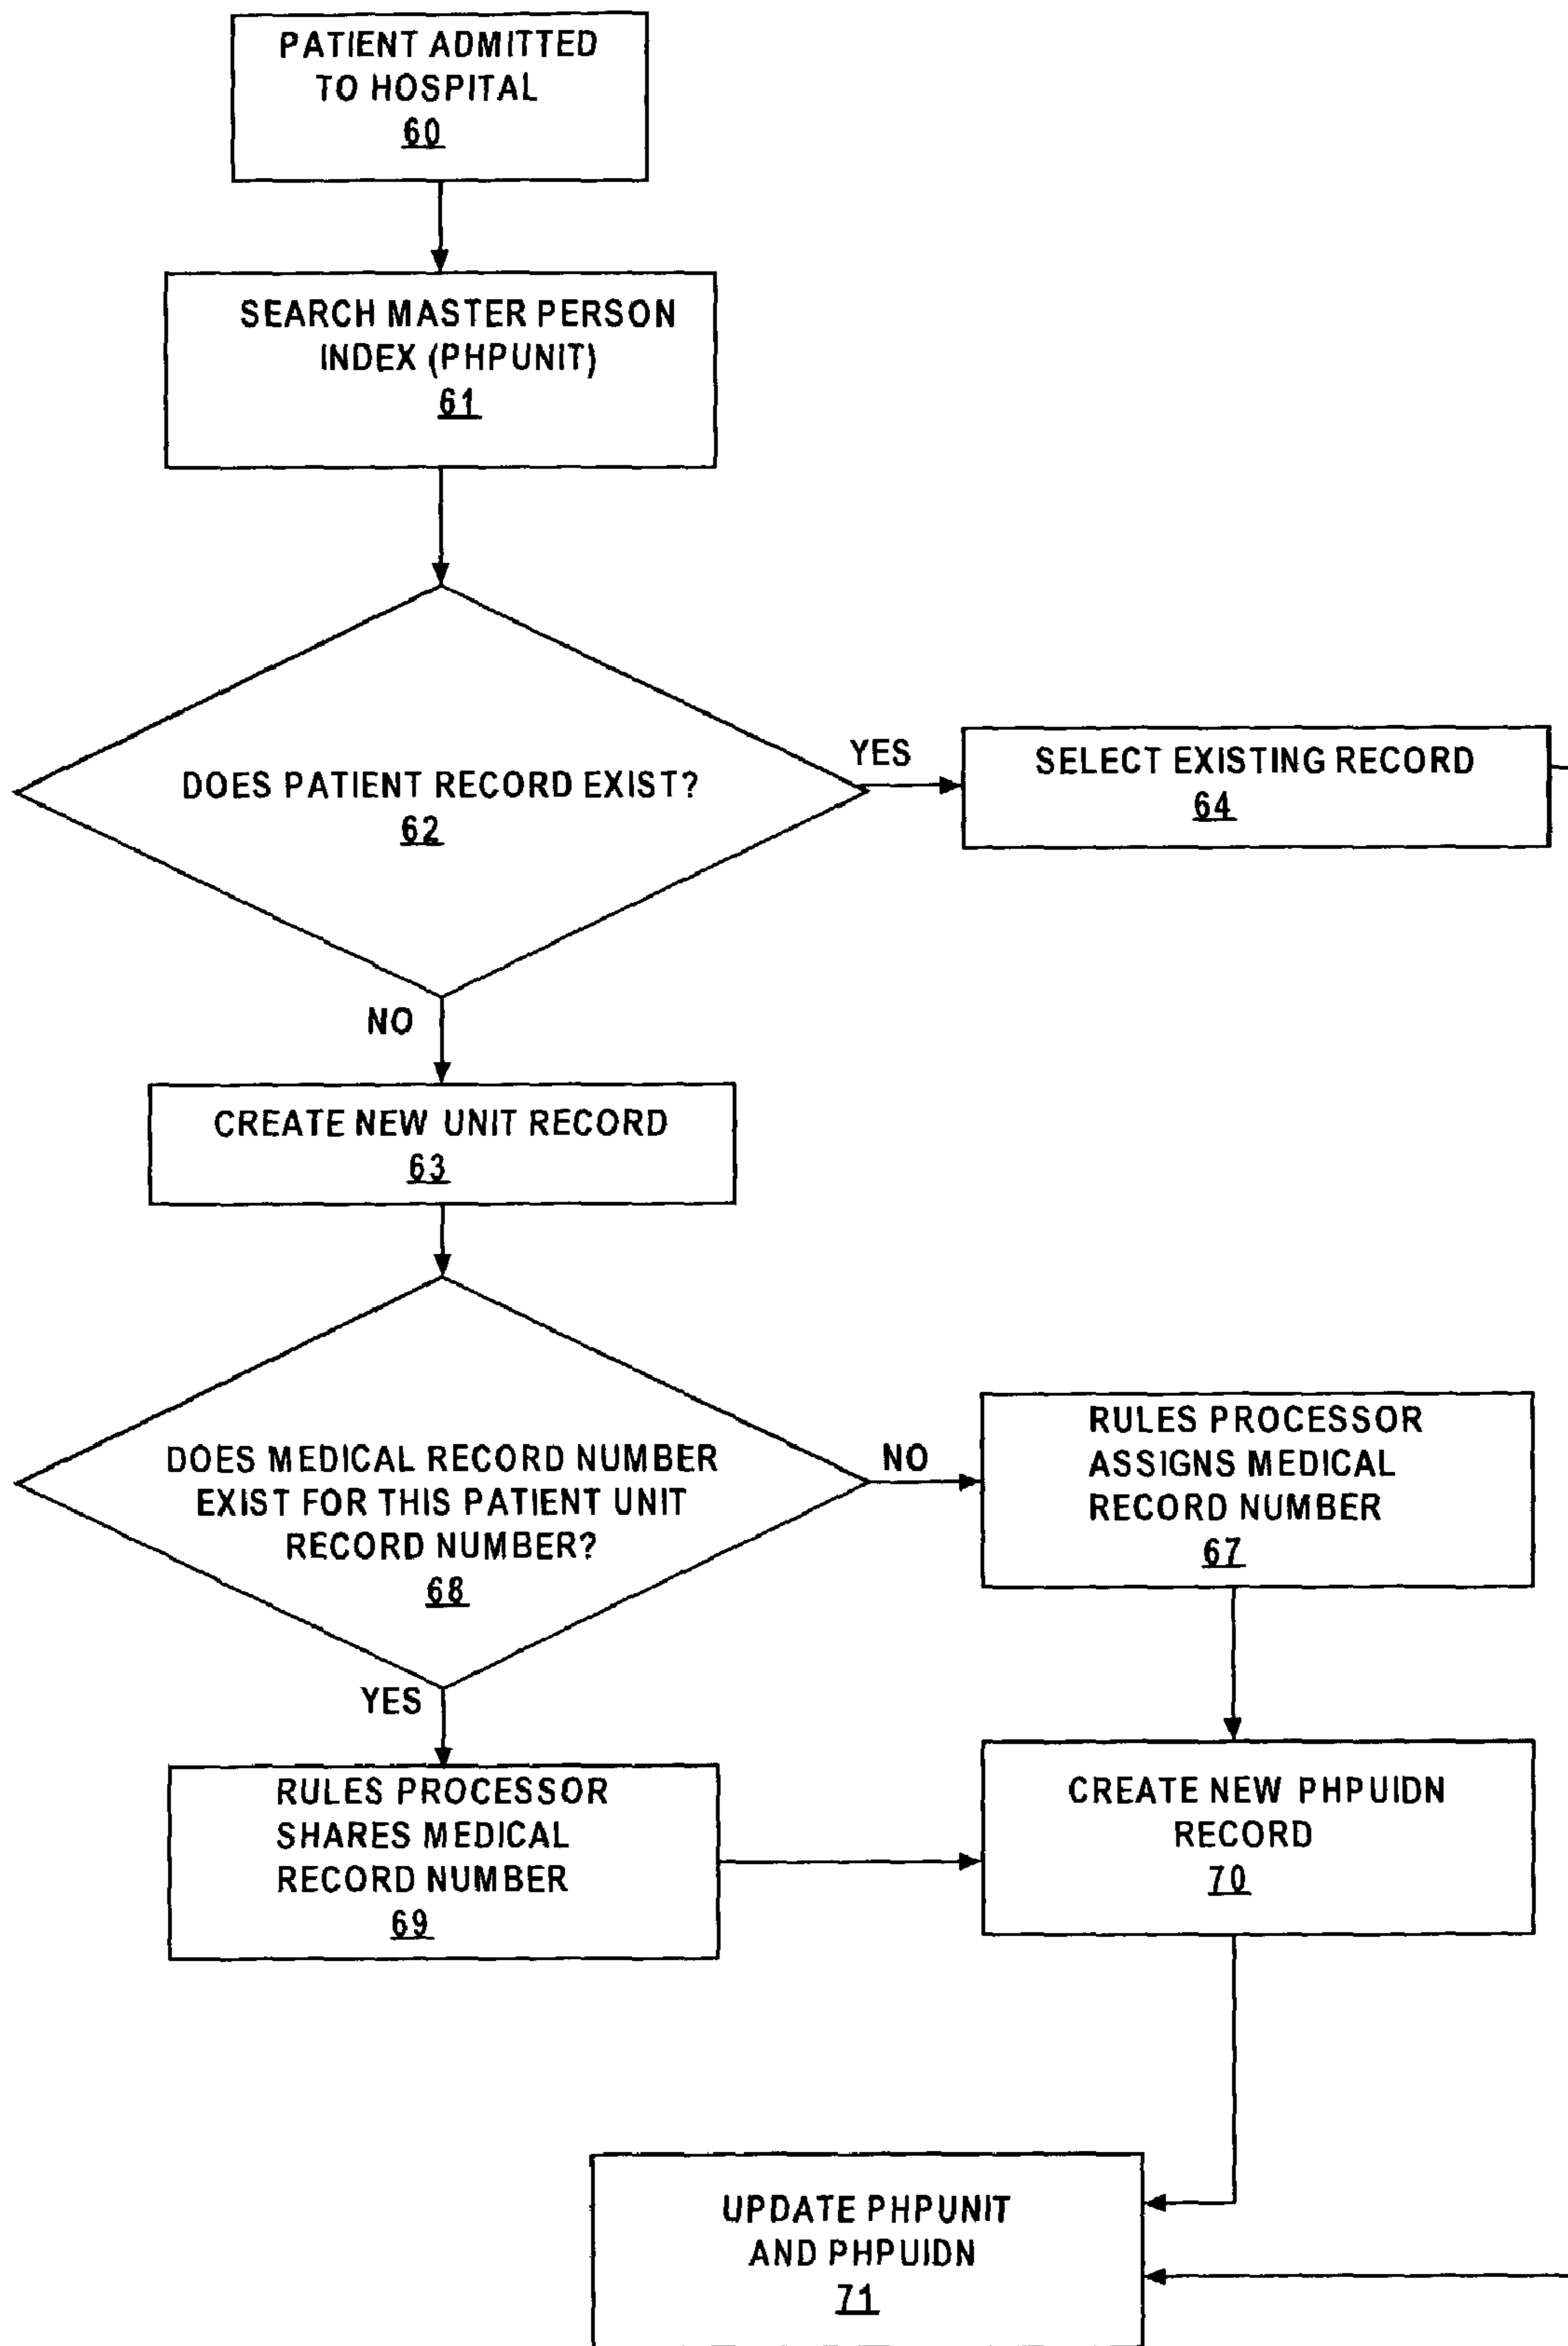 PATIENT ADMITTED
TO HOSPITAL
60
SEARCH MASTER PERSON
INDEX (PHPUNIT)
61
DOES PATIENT RECORD EXIST?
62
YES
SELECT EXISTING RECORD
64
NO
CREATE NEW UNIT RECORD
63
DOES MEDICAL RECORD NUMBER
EXIST FOR THIS PATIENT UNIT
RECORD NUMBER?
68
NO
RULES PROCESSOR
ASSIGNS MEDICAL
RECORD NUMBER
67
YES
RULES PROCESSOR
SHARES MEDICAL
RECORD NUMBER
69
CREATE NEW PHPUIDN
RECORD
70
UPDATE PHPUNIT
AND PHPUIDN
71